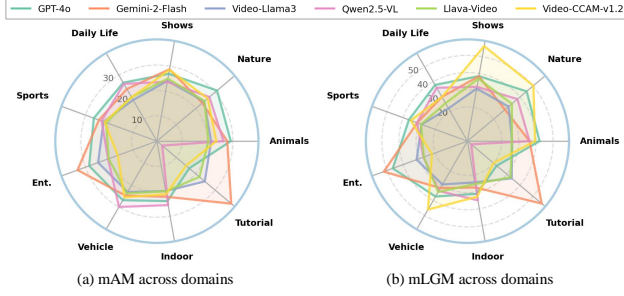 GPT-4o Gemini-2-Flash Video-Llama3 Qwen2.5-VL Llava-Video Video-CCAM-v1.2
Shows
Daily Life
Nature
30
Sports
20
10
Animals
Ent.
Tutorial
Vehicle
Indoor
(a) mAM across domains
Shows
Daily Life
Nature
50
40
Sports
30
20
Animals
Ent.
Tutorial
Vehicle
Indoor
(b) mLGM across domains